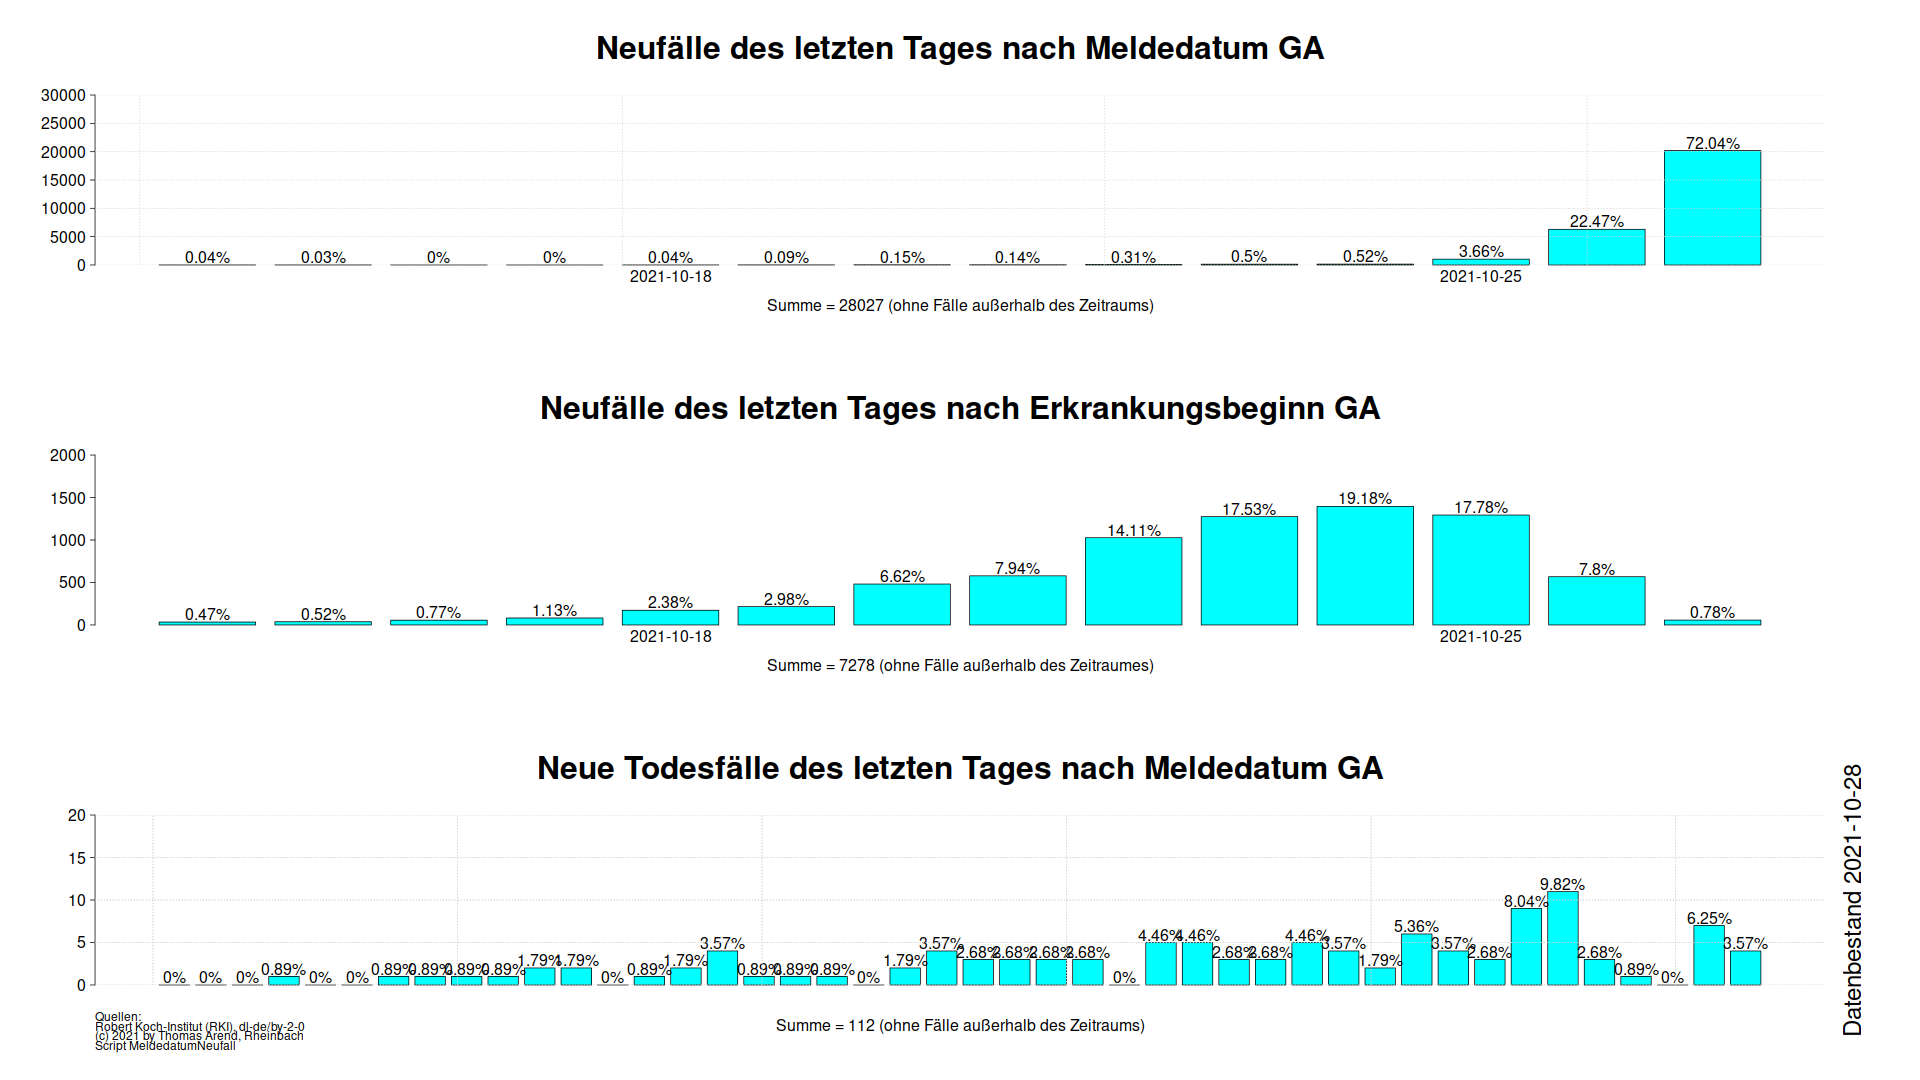 Neufälle des letzten Tages nach Meldedatum GA
30000
25000
20000
15000
10000
5000
0
0.04% 0.03% 0% 0% 0.04% 0.09% 0.15% 0.14% 0.31% 0.5% 0.52% 3.66% 22.47% 72.04%
2021-10-18 2021-10-25
Summe = 28027 (ohne Fälle außerhalb des Zeitraums)
Neufälle des letzten Tages nach Erkrankungsbeginn GA
2000
1500
1000
500
0
0.47% 0.52% 0.77% 1.13% 2.38% 2.98% 6.62% 7.94% 14.11% 17.53% 19.18% 17.78% 7.8% 0.78%
2021-10-18 2021-10-25
Summe = 7278 (ohne Fälle außerhalb des Zeitraumes)
Neue Todesfälle des letzten Tages nach Meldedatum GA
20
15
10
5
0
0% 0% 0% 0.89% 0% 0% 0.89% 0.89% 0.89% 0.89% 1.79% 1.79% 0% 0.89% 1.79% 3.57% 0.89% 0.89% 0.89% 0% 1.79% 3.57% 2.68% 2.68% 2.68% 2.68% 0% 4.46% 4.46% 2.68% 2.68% 4.46% 3.57% 1.79% 5.36% 3.57% 2.68% 8.04% 9.82% 2.68% 0.89% 0% 6.25% 3.57%
Summe = 112 (ohne Fälle außerhalb des Zeitraums)
Quellen:
Robert Koch-Institut (RKI), dl-de/by-2-0
(c) 2021 by Thomas Arend, Rheinbach
Script MeldedatumNeufall
Datenbestand 2021-10-28